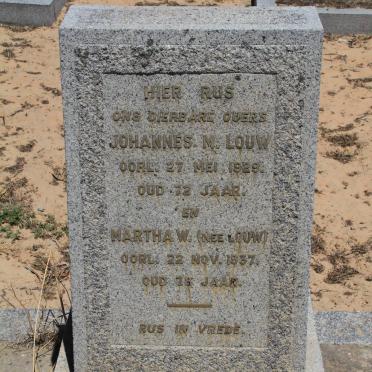 HIER RUS
ONS DIERBARE OUERS
JOHANNES M. LOUW
OORL. 27 MEI 1929.
OUD 72 JAAR.
EN
MARTHA W. (NEE LOUW)
OORL. 22 NOV. 1937.
OUD JAAR.
RUS IN VREDE.